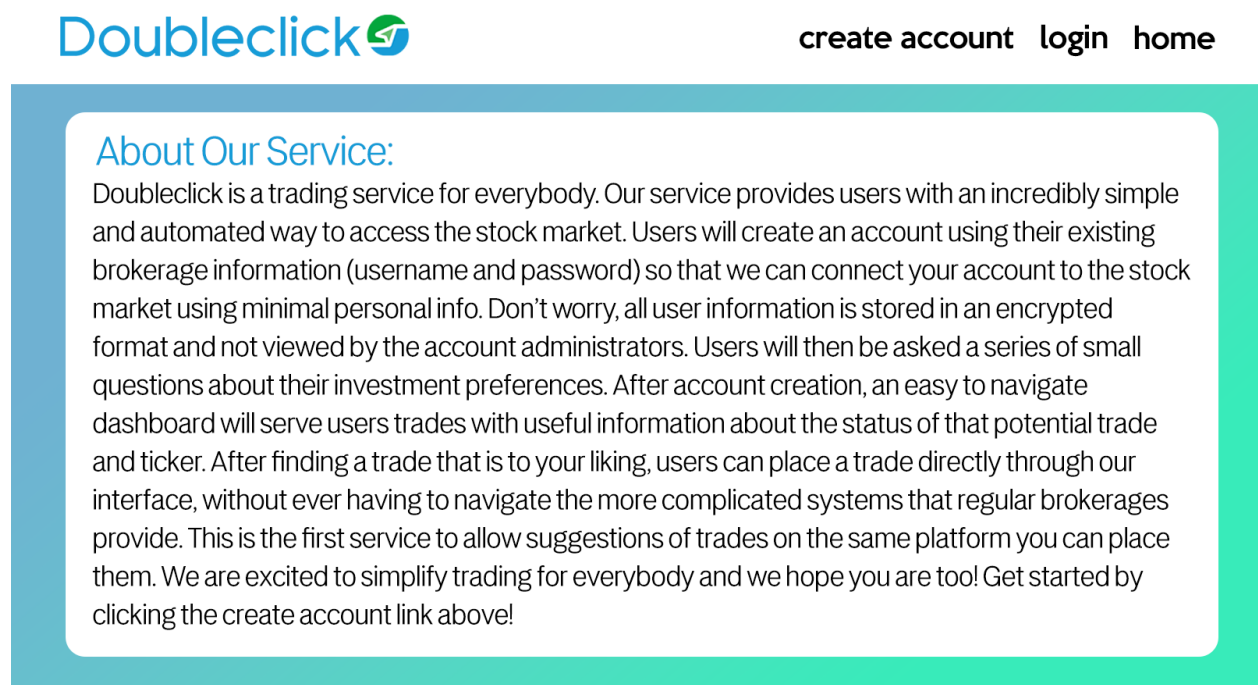 Doubleclick
create account login home
About Our Service:
Doubleclick is a trading service for everybody. Our service provides users with an incredibly simple
and automated way to access the stock market. Users will create an account using their existing
brokerage information (username and password) so that we can connect your account to the stock
market using minimal personal info. Don’t worry, all user information is stored in an encrypted
format and not viewed by the account administrators. Users will then be asked a series of small
questions about their investment preferences. After account creation, an easy to navigate
dashboard will serve users trades with useful information about the status of that potential trade
and ticker. After finding a trade that is to your liking, users can place a trade directly through our
interface, without ever having to navigate the more complicated systems that regular brokerages
provide. This is the first service to allow suggestions of trades on the same platform you can place
them. We are excited to simplify trading for everybody and we hope you are too! Get started by
clicking the create account link above!